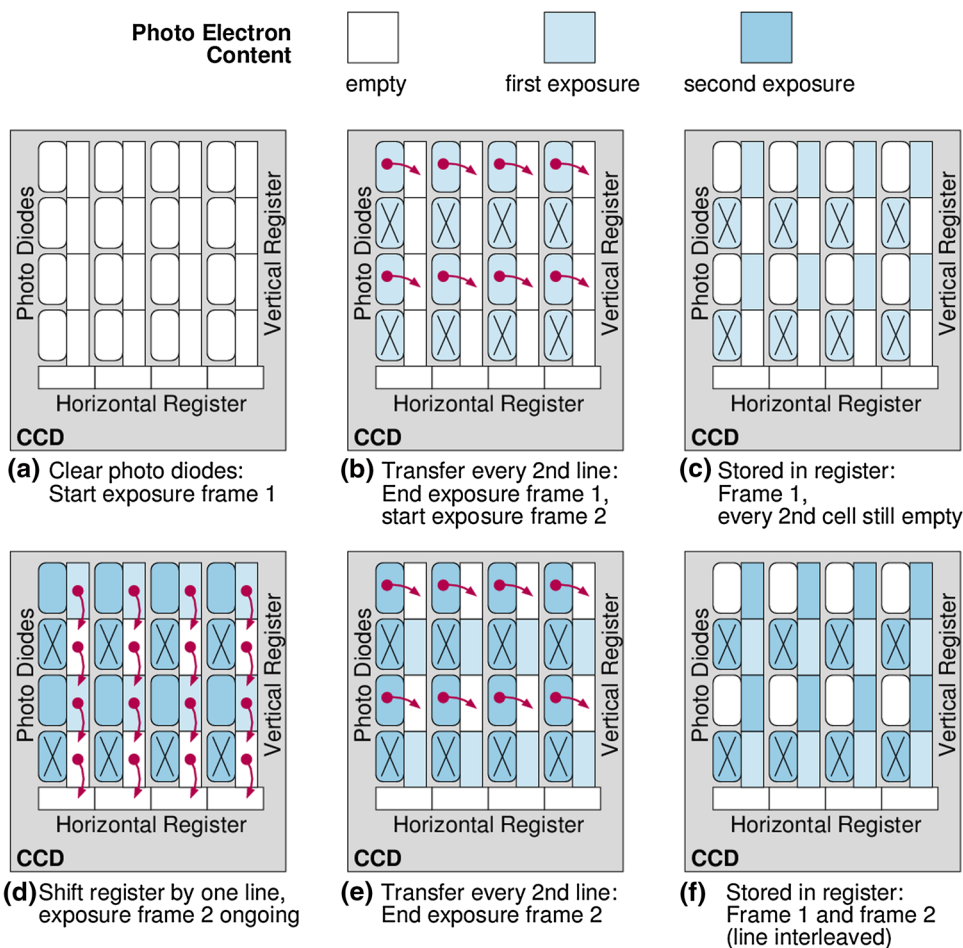 Photo Electron
Content
empty
first exposure
second exposure
Photo Diodes
Vertical Register
Horizontal Register
CCD
(a) Clear photo diodes:
Start exposure frame 1
Photo Diodes
Vertical Register
Horizontal Register
CCD
(b) Transfer every 2nd line:
End exposure frame 1,
start exposure frame 2
Photo Diodes
Vertical Register
Horizontal Register
CCD
(c) Stored in register:
Frame 1,
every 2nd cell still empty
Photo Diodes
Vertical Register
Horizontal Register
CCD
(d) Shift register by one line,
exposure frame 2 ongoing
Photo Diodes
Vertical Register
Horizontal Register
CCD
(e) Transfer every 2nd line:
End exposure frame 2
Photo Diodes
Vertical Register
Horizontal Register
CCD
(f) Stored in register:
Frame 1 and frame 2
(line interleaved)